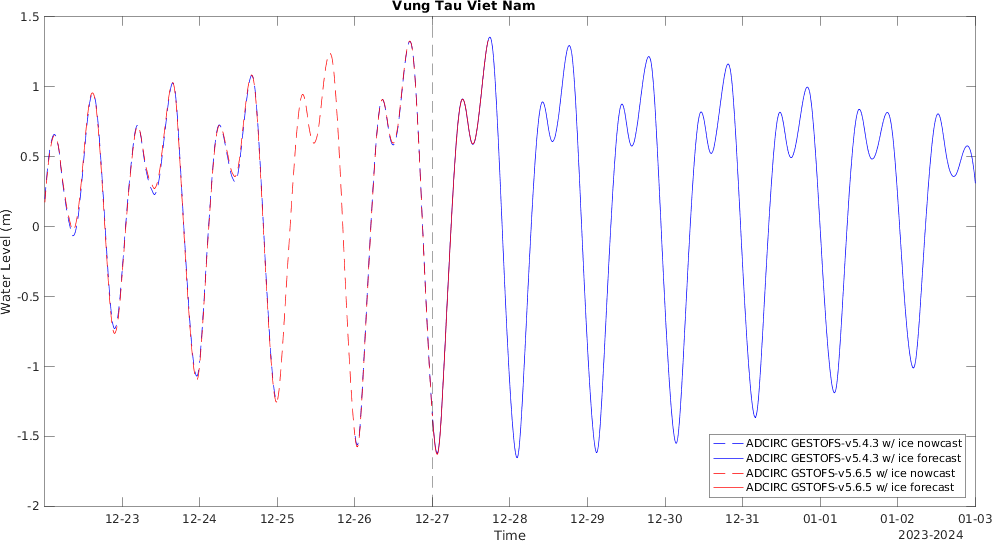 Vung Tau Viet Nam
1.5
1
0.5
0
-0.5
-1
-1.5
-2
Water Level (m)
ADCIRC GESTOFS-v5.4.3 w/ ice nowcast
ADCIRC GESTOFS-v5.4.3 w/ ice forecast
ADCIRC GSTOFS-v5.6.5 w/ ice nowcast
ADCIRC GSTOFS-v5.6.5 w/ ice forecast
12-23 12-24 12-25 12-26 12-27 12-28 12-29 12-30 12-31 01-01 01-02 01-03
Time
2023-2024